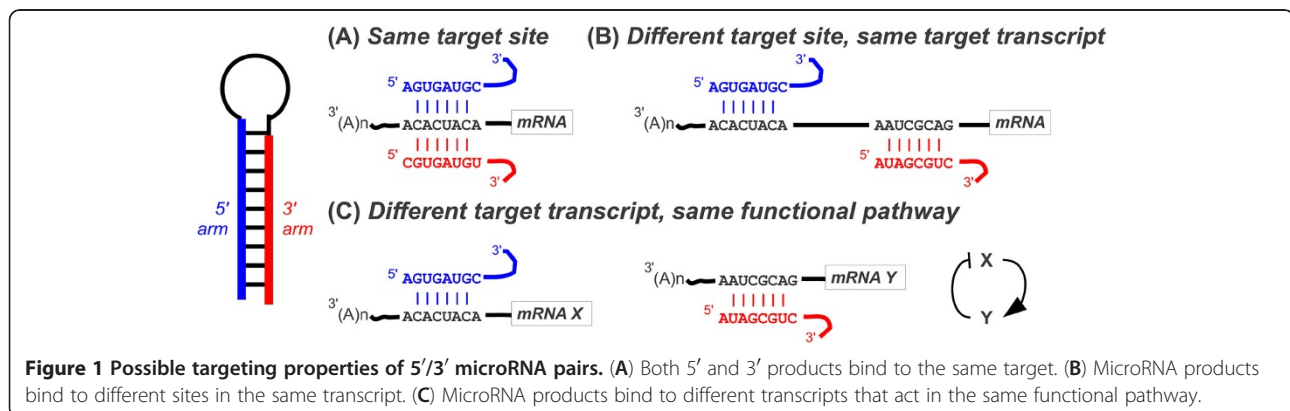 (A) Same target site
(B) Different target site, same target transcript
3'
5' AGUGAUGC
3'(A)n ACACUACA mRNA
5' CGUGAUGU
3'
3'
5' AGUGAUGC
3'(A)n ACACUACA AAUCGCAG mRNA
5' AUAGCGUC
3'
5' arm
3' arm
(C) Different target transcript, same functional pathway
3'
5' AGUGAUGC
3'(A)n ACACUACA mRNA X
3'(A)n AAUCGCAG mRNA Y
5' AUAGCGUC
3'
X
Y
Figure 1 Possible targeting properties of 5′/3′ microRNA pairs. (A) Both 5′ and 3′ products bind to the same target. (B) MicroRNA products
bind to different sites in the same transcript. (C) MicroRNA products bind to different transcripts that act in the same functional pathway.